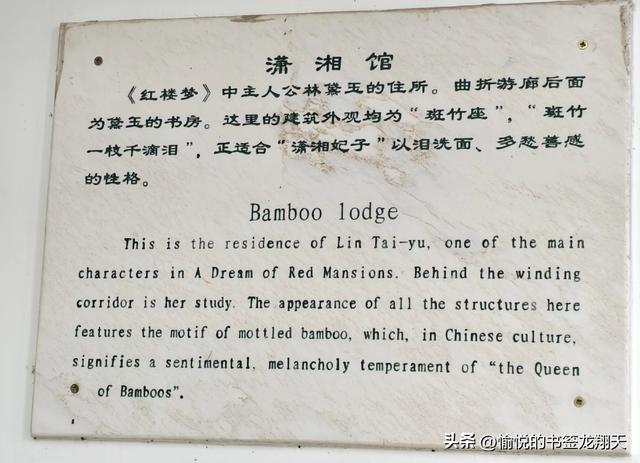 潇湘馆
《红楼梦》中主人公林黛玉的住所。曲折游廊后面
为黛玉的书房。这里的建筑外观均为“斑竹座”，“斑竹
一枝千滴泪”，正适合“潇湘妃子”以泪洗面、多愁善感
的性格。
Bamboo lodge
This is the residence of Lin Tai-yu, one of the main
characters in A Dream of Red Mansions. Behind the winding
corridor is her study. The appearance of all the structures here
features the motif of mottled bamboo, which, in Chinese culture,
signifies a sentimental, melancholy temperament of “the Queen
of Bamboos”.
头条@愉悦的书签龙翔天